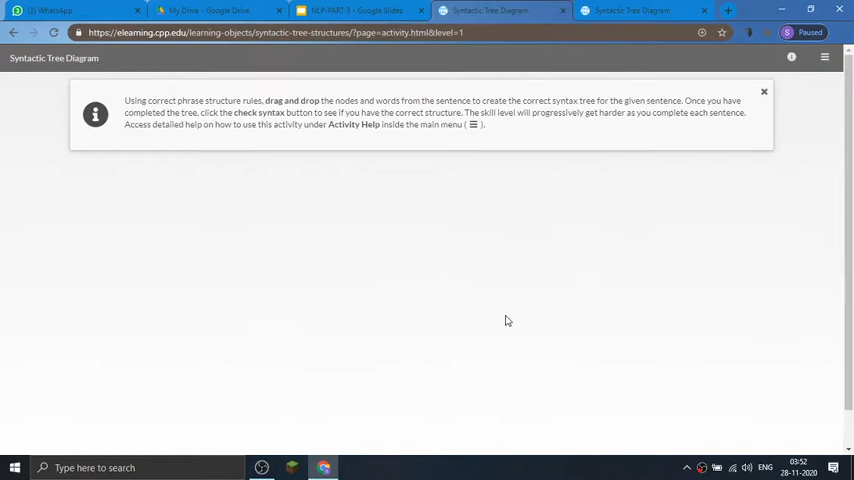 (3) WhatsApp
My Drive - Google Drive
NLP-PART 3 - Google Slides
Syntactic Tree Diagram
Syntactic Tree Diagram
https://elearning.cpp.edu/learning-objects/syntactic-tree-structures/?page=activity.html&level=1
S Paused
Syntactic Tree Diagram
Using correct phrase structure rules, drag and drop the nodes and words from the sentence to create the correct syntax tree for the given sentence. Once you have
completed the tree, click the check syntax button to see if you have the correct structure. The skill level will progressively get harder as you complete each sentence.
Access detailed help on how to use this activity under Activity Help inside the main menu ( ☰ ).
Type here to search
ENG
03:52
28-11-2020